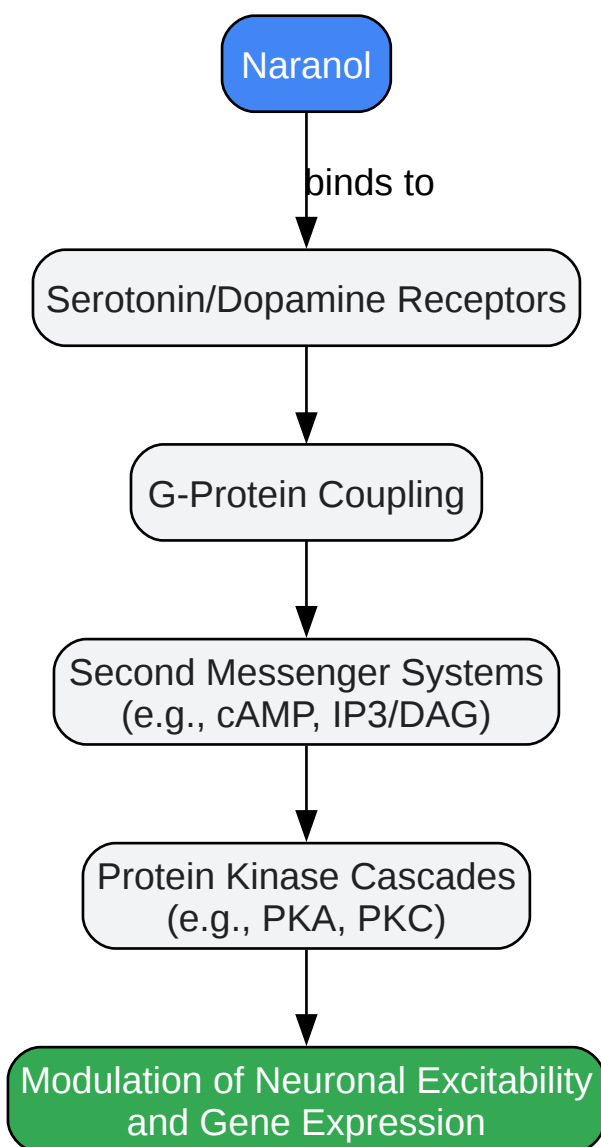 Naranol
binds to
Serotonin/Dopamine Receptors
G-Protein Coupling
Second Messenger Systems
(e.g., cAMP, IP3/DAG)
Protein Kinase Cascades
(e.g., PKA, PKC)
Modulation of Neuronal Excitability
and Gene Expression